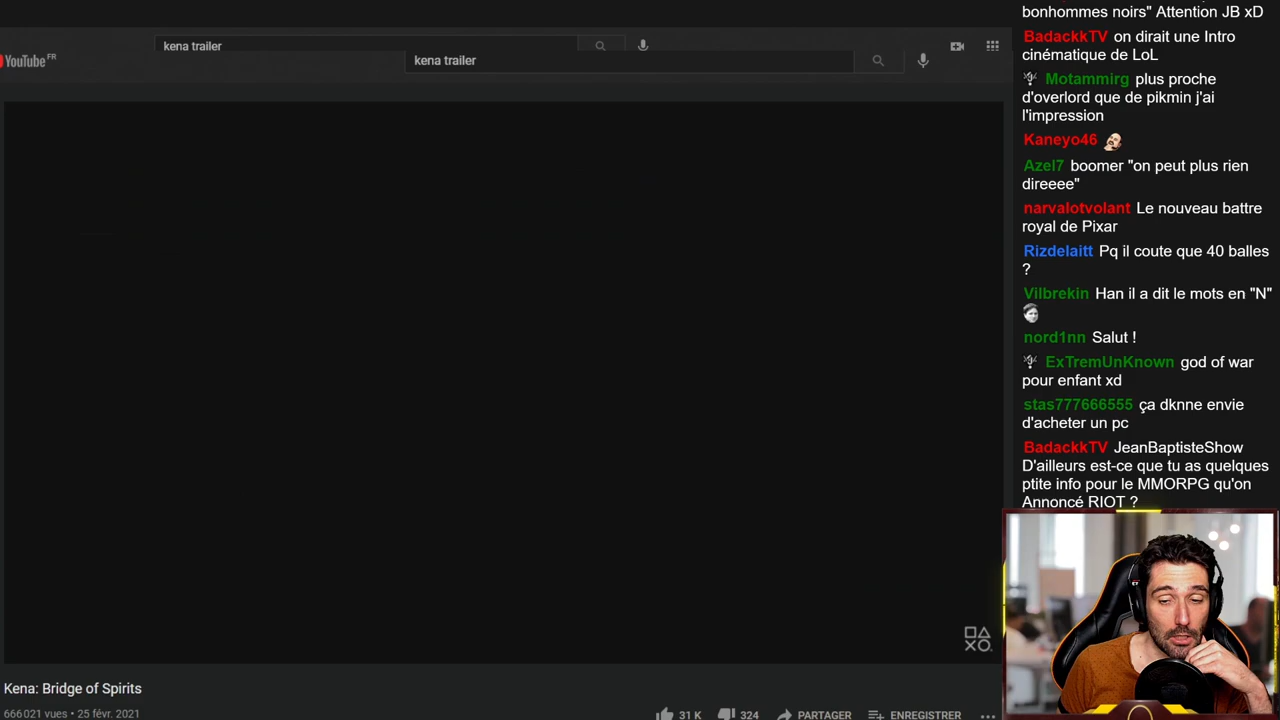 kena trailer
YouTube FR
kena trailer
Kena: Bridge of Spirits
666 021 vues • 25 févr. 2021
31 K
324
PARTAGER
ENREGISTRER
bonhommes noirs" Attention JB xD
BadackkTV on dirait une Intro
cinématique de LoL
Motammirg plus proche
d'overlord que de pikmin j'ai
l'impression
Kaneyo46
Azel7 boomer "on peut plus rien
direeee"
narvalotvolant Le nouveau battre
royal de Pixar
Rizdelaitt Pq il coute que 40 balles
?
Vilbrekin Han il a dit le mots en "N"
nord1nn Salut !
ExTremUnKnown god of war
pour enfant xd
stas777666555 ça dknne envie
d'acheter un pc
BadackkTV JeanBaptisteShow
D'ailleurs est-ce que tu as quelques
ptite info pour le MMORPG qu'on
Annoncé RIOT ?